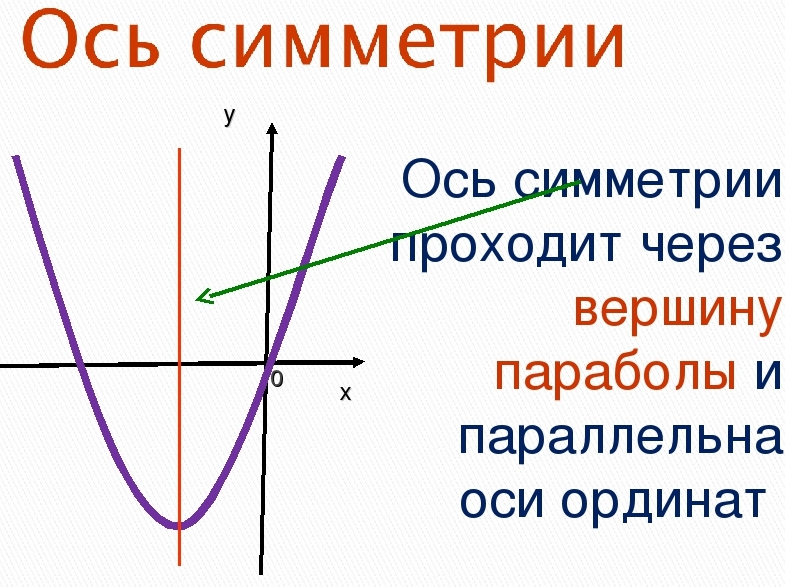 Ось симметрии
y
Ось симметрии
проходит через
вершину
параболы и
параллельна
оси ординат
0
x